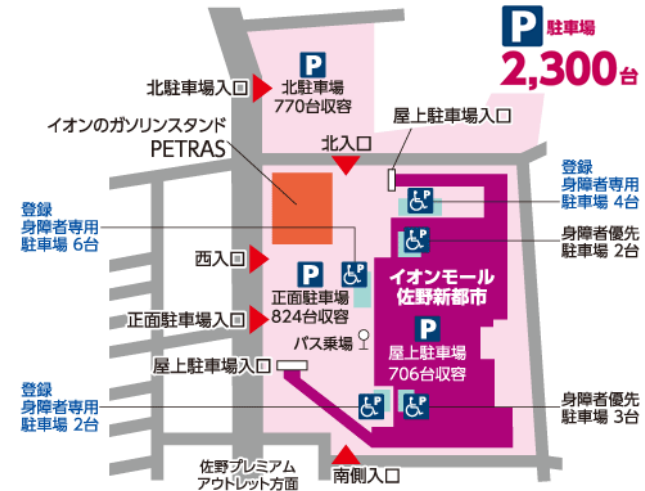 P 駐車場
2,300台
P
北駐車場
770台収容
北駐車場入口
イオンのガソリンスタンド
PETRAS
北入口
屋上駐車場入口
登録
身障者専用
駐車場 4台
P
登録
身障者専用
駐車場 6台
身障者優先
駐車場 2台
P
西入口
P
正面駐車場
824台収容
P
イオンモール
佐野新都市
正面駐車場入口
バス乗場
P
屋上駐車場
706台収容
屋上駐車場入口
登録
身障者専用
駐車場 2台
P
P
身障者優先
駐車場 3台
佐野プレミアム
アウトレット方面
南側入口